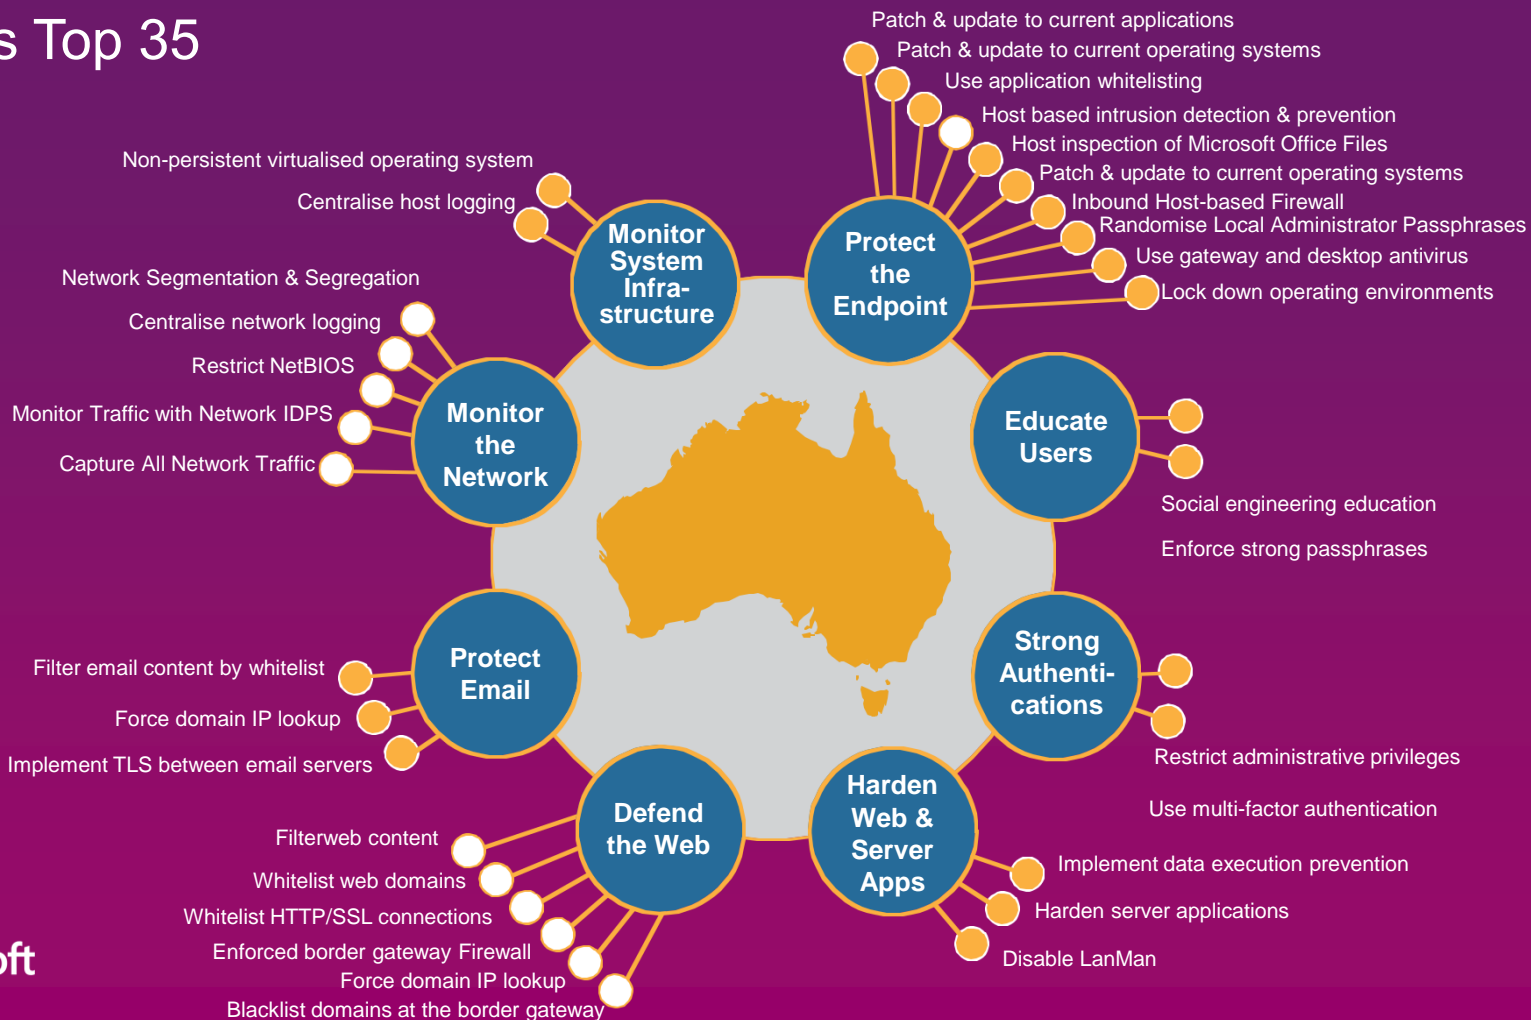 s Top 35
Patch & update to current applications
Patch & update to current operating systems
Use application whitelisting
Host based intrusion detection & prevention
Host inspection of Microsoft Office Files
Patch & update to current operating systems
Inbound Host-based Firewall
Randomise Local Administrator Passphrases
Use gateway and desktop antivirus
Lock down operating environments
Non-persistent virtualised operating system
Centralise host logging
Monitor
System
Infra-
structure
Protect
the
Endpoint
Network Segmentation & Segregation
Centralise network logging
Restrict NetBIOS
Monitor Traffic with Network IDPS
Capture All Network Traffic
Monitor
the
Network
Educate
Users
Social engineering education
Enforce strong passphrases
Filter email content by whitelist
Force domain IP lookup
Implement TLS between email servers
Protect
Email
Strong
Authenti-
cations
Restrict administrative privileges
Use multi-factor authentication
Defend
the Web
Harden
Web &
Server
Apps
Filterweb content
Whitelist web domains
Whitelist HTTP/SSL connections
Enforced border gateway Firewall
Force domain IP lookup
Blacklist domains at the border gateway
Implement data execution prevention
Harden server applications
Disable LanMan
oft